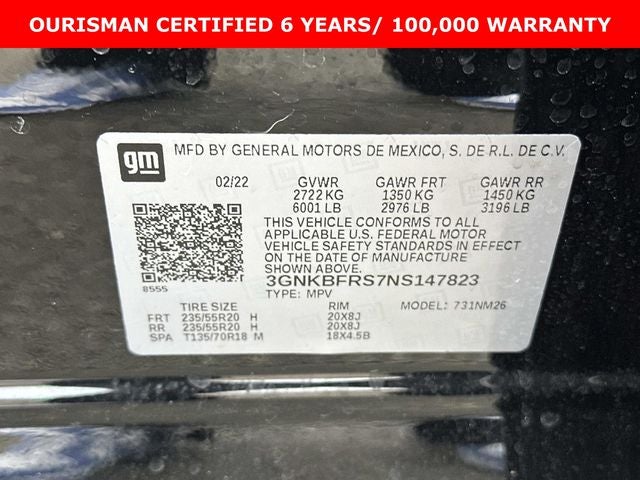 OURISMAN CERTIFIED 6 YEARS/ 100,000 WARRANTY
gm MFD BY GENERAL MOTORS DE MEXICO, S. DE R.L. DE C.V.
02/22 GVWR GAWR FRT GAWR RR
2722 KG 1350 KG 1450 KG
6001 LB 2976 LB 3196 LB
THIS VEHICLE CONFORMS TO ALL
APPLICABLE U.S. FEDERAL MOTOR
VEHICLE SAFETY STANDARDS IN
EFFECT ON THE DATE OF MANUFACTURE
SHOWN ABOVE.
8555 3GNKBFRS7NS147823
TYPE: MPV MODEL: 731NM26
TIRE SIZE RIM
FRT 235/55R20 H 20X8J
RR 235/55R20 H 20X8J
SPA T135/70R18 M 18X4.5B